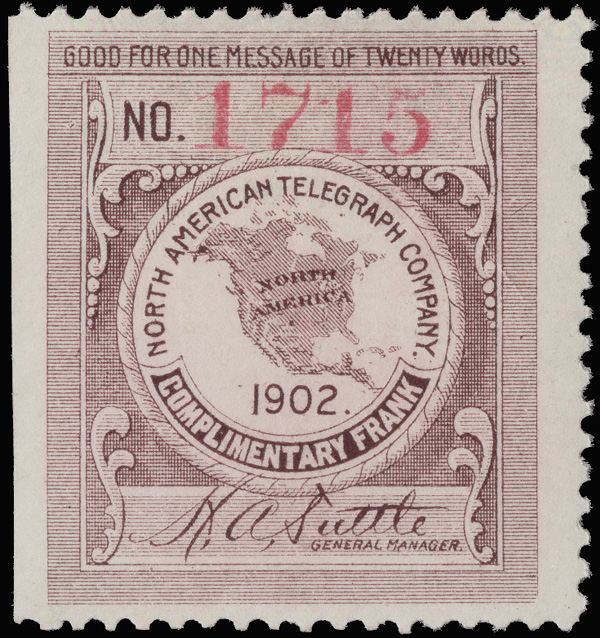 GOOD FOR ONE MESSAGE OF TWENTY WORDS.
NO. 1715
NORTH AMERICAN TELEGRAPH COMPANY.
NORTH
AMERICA
1902.
COMPLIMENTARY FRANK
H. A. Tuttle
GENERAL MANAGER.